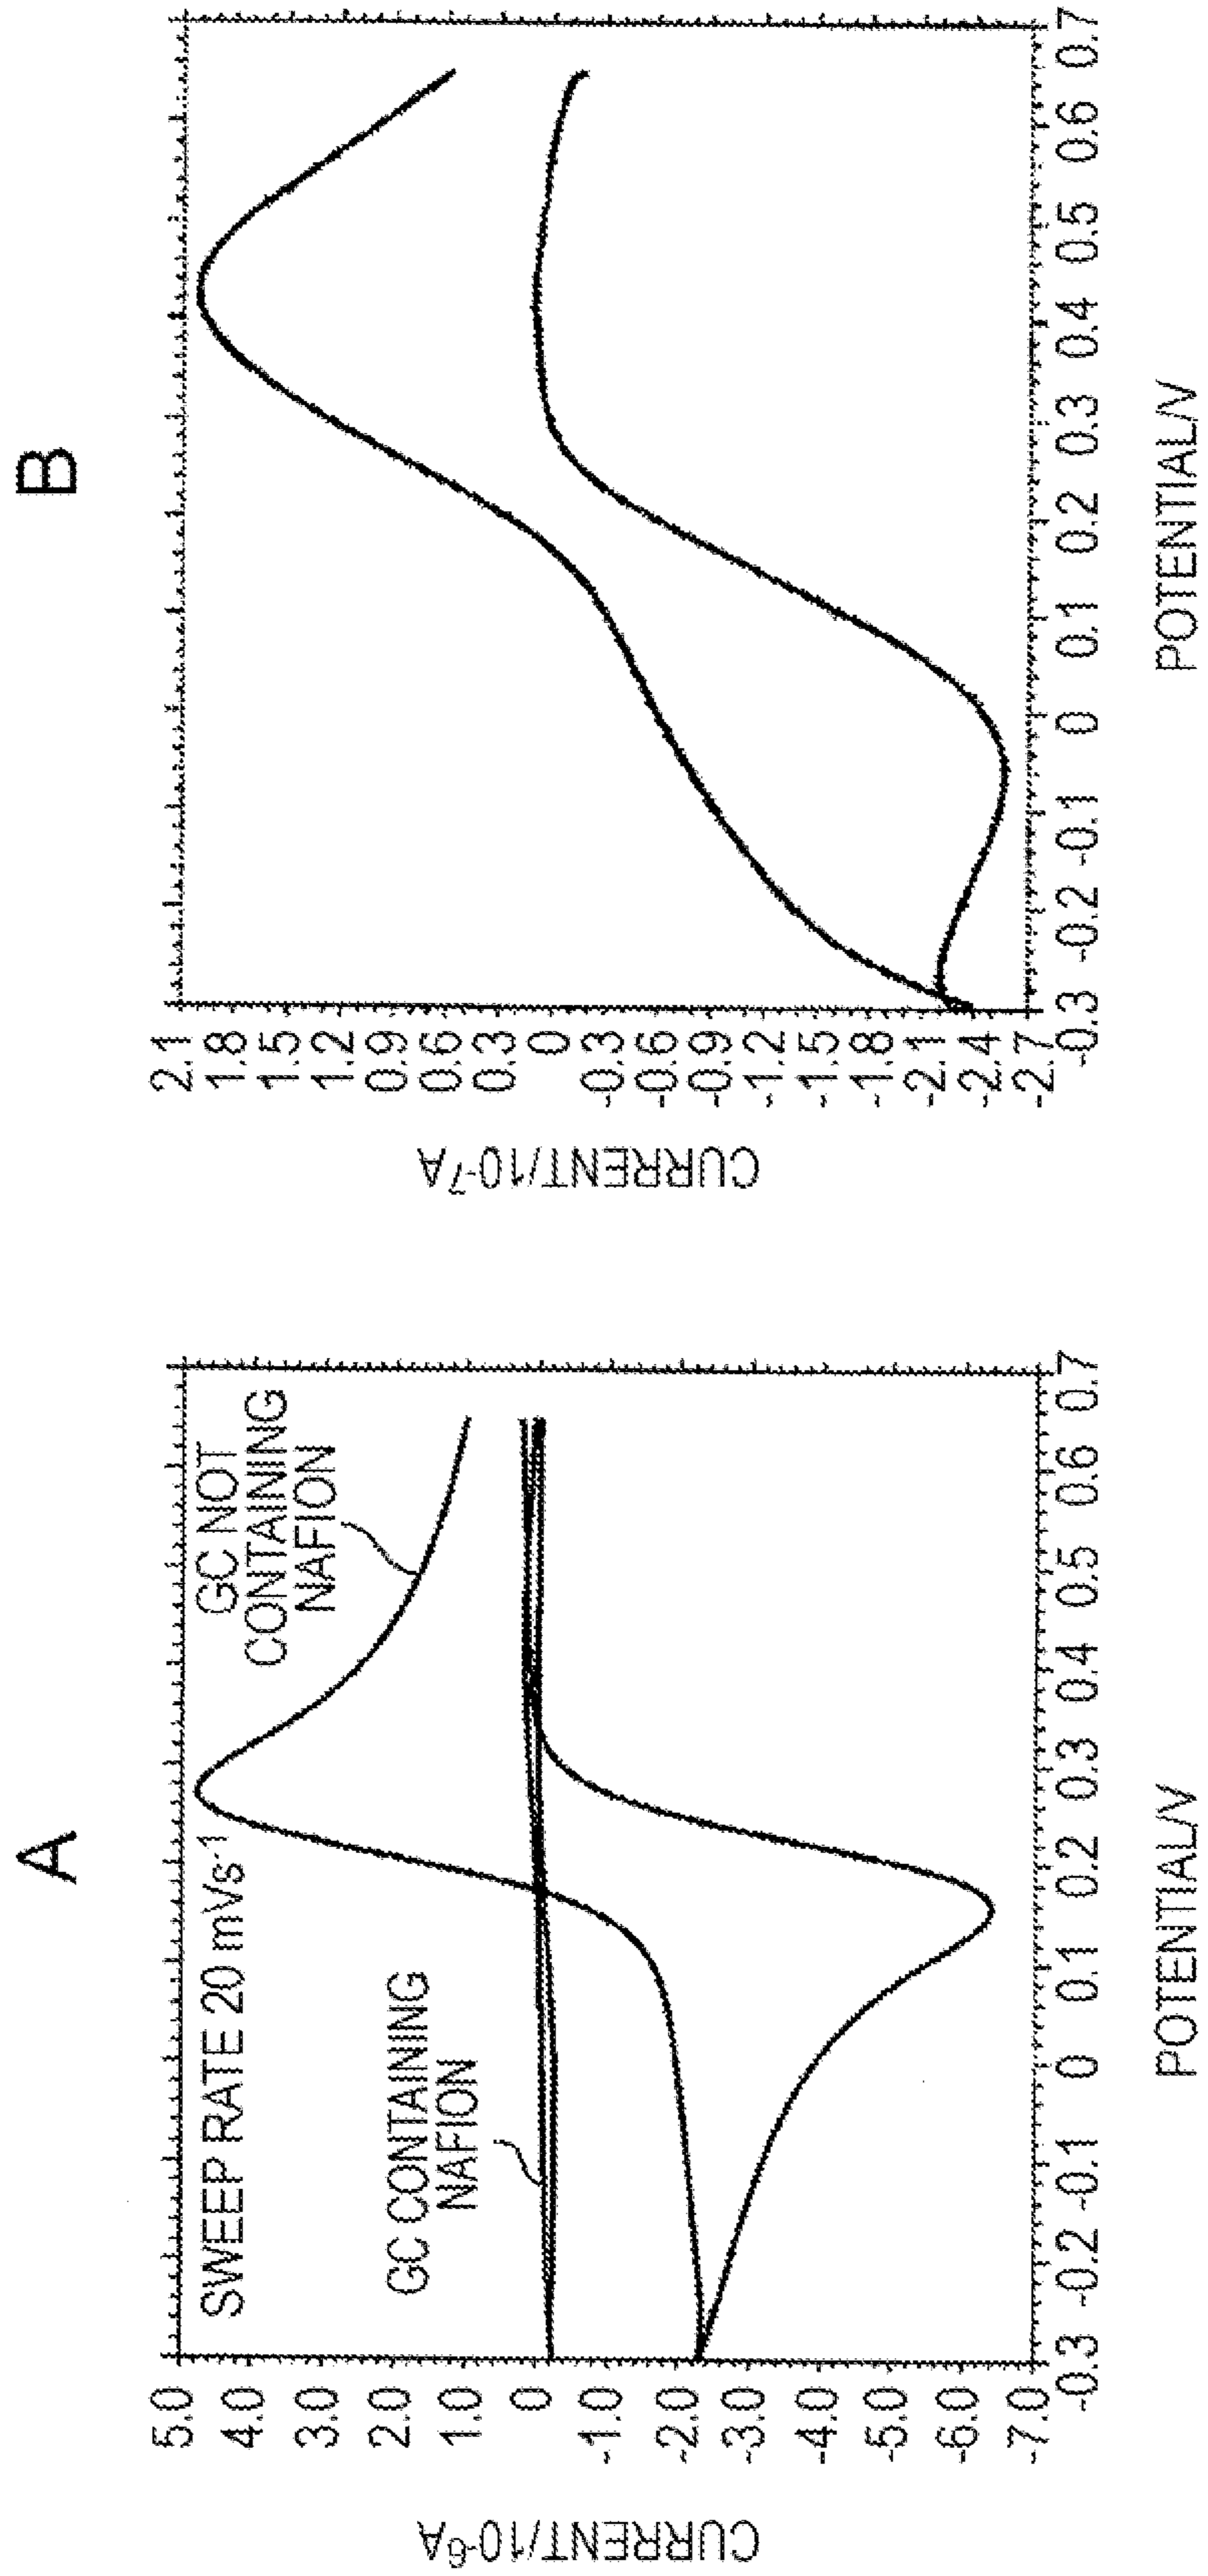 A
CURRENT/10-6A
5.0
4.0
3.0
2.0
1.0
0
-1.0
-2.0
-3.0
-4.0
-5.0
-6.0
-7.0
SWEEP RATE 20 mVs-1
GC NOT
CONTAINING
NAFION
GC CONTAINING
NAFION
-0.3 -0.2 -0.1 0 0.1 0.2 0.3 0.4 0.5 0.6 0.7
POTENTIAL/V
B
CURRENT/10-7A
2.1
1.8
1.5
1.2
0.9
0.6
0.3
0
-0.3
-0.6
-0.9
-1.2
-1.5
-1.8
-2.1
-2.4
-2.7
-0.3 -0.2 -0.1 0 0.1 0.2 0.3 0.4 0.5 0.6 0.7
POTENTIAL/V